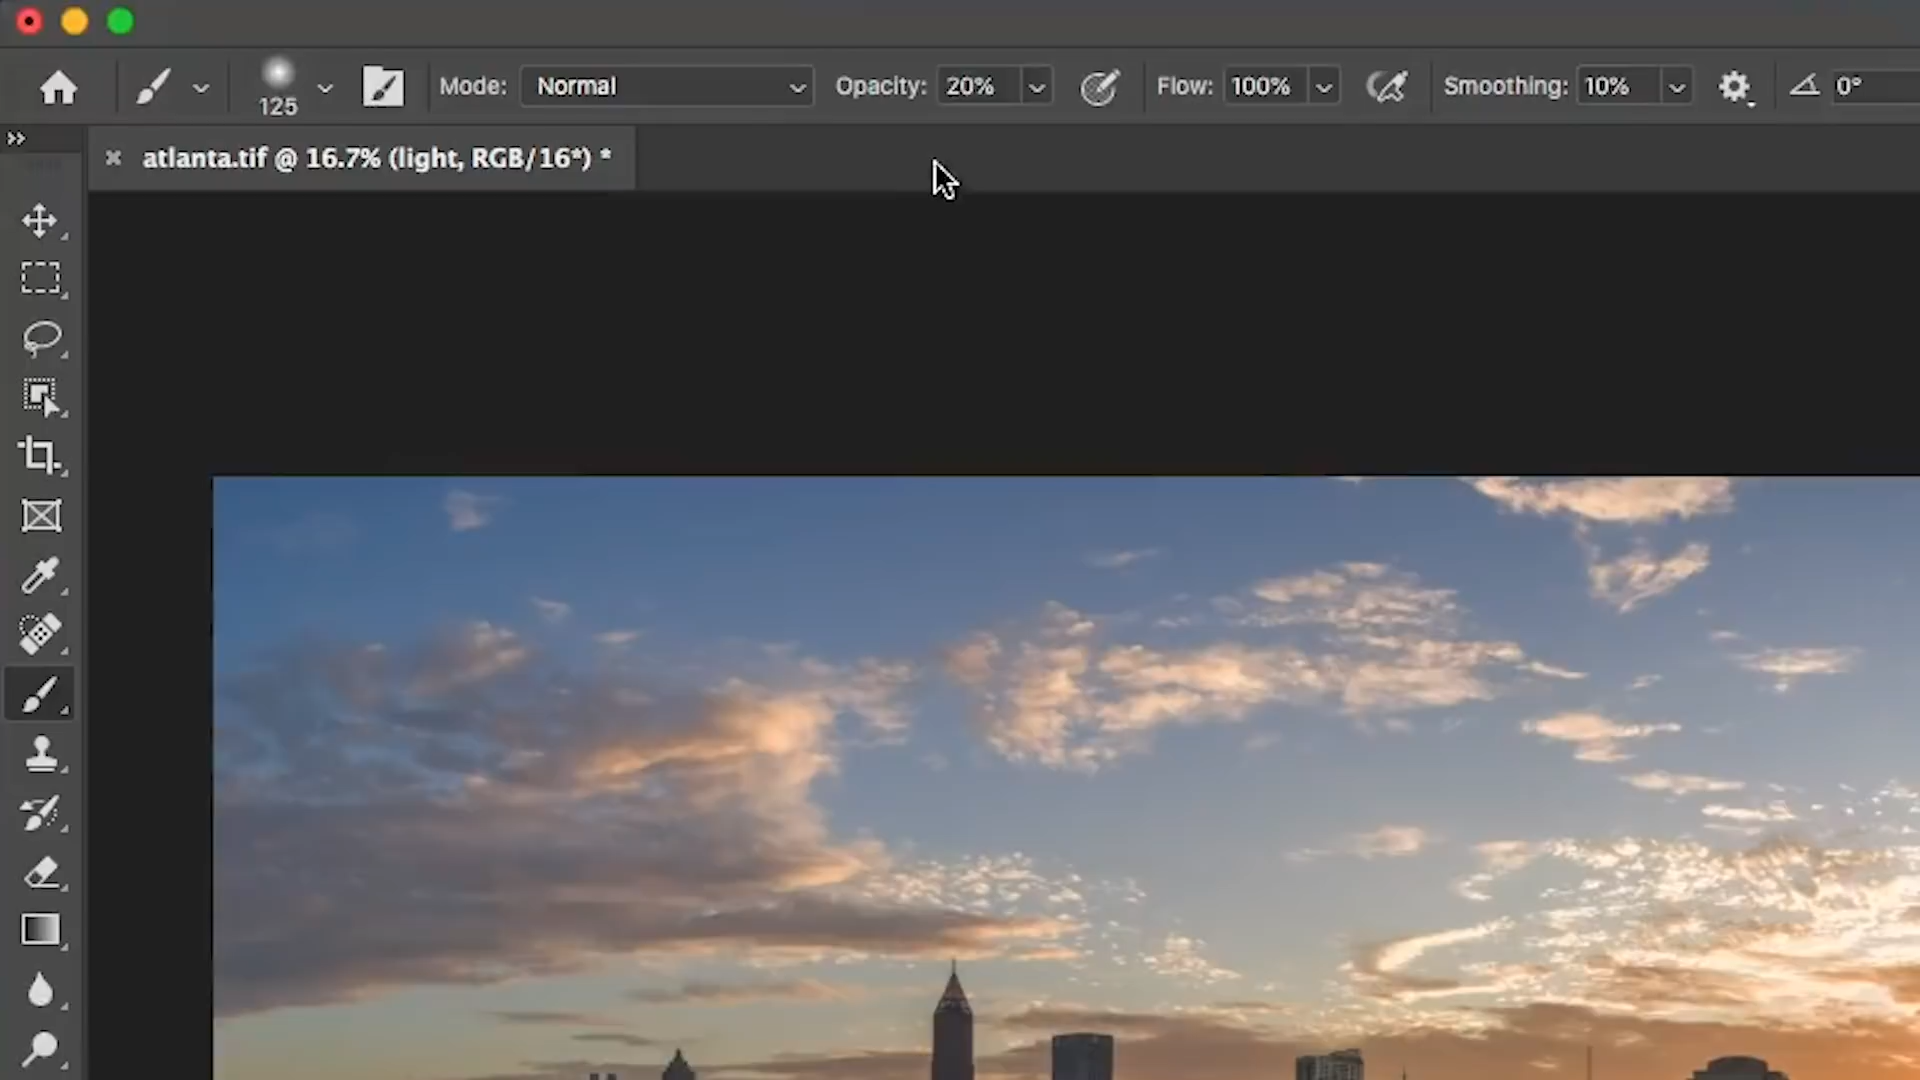 Mode: Normal Opacity: 20% Flow: 100% Smoothing: 10% 0°
125
atlanta.tif @ 16.7% (light, RGB/16*) *